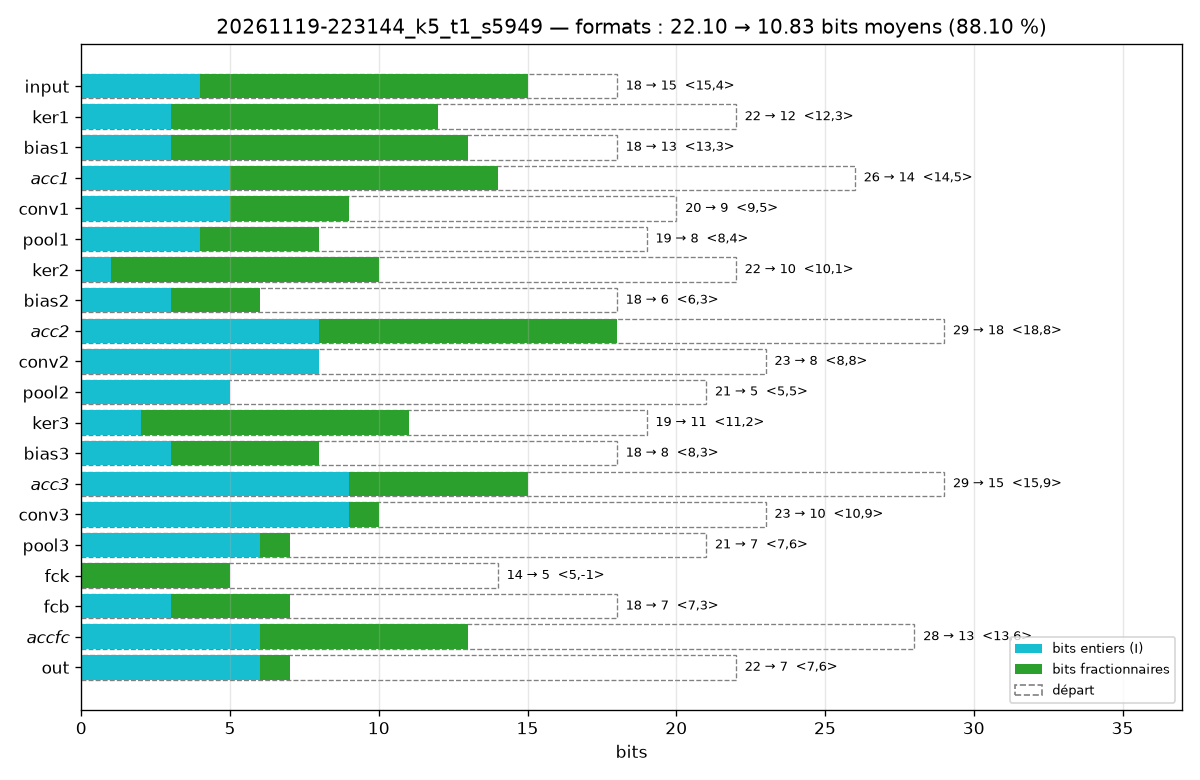 20261119-223144_k5_t1_s5949 — formats : 22.10 → 10.83 bits moyens (88.10 %)
input 18 → 15 <15,4>
ker1 22 → 12 <12,3>
bias1 18 → 13 <13,3>
acc1 26 → 14 <14,5>
conv1 20 → 9 <9,5>
pool1 19 → 8 <8,4>
ker2 22 → 10 <10,1>
bias2 18 → 6 <6,3>
acc2 29 → 18 <18,8>
conv2 23 → 8 <8,8>
pool2 21 → 5 <5,5>
ker3 19 → 11 <11,2>
bias3 18 → 8 <8,3>
acc3 29 → 15 <15,9>
conv3 23 → 10 <10,9>
pool3 21 → 7 <7,6>
fck 14 → 5 <5,-1>
fcb 18 → 7 <7,3>
accfc 28 → 13 <13,6>
out 22 → 7 <7,6>
bits entiers (I)
bits fractionnaires
départ
0 5 10 15 20 25 30 35
bits